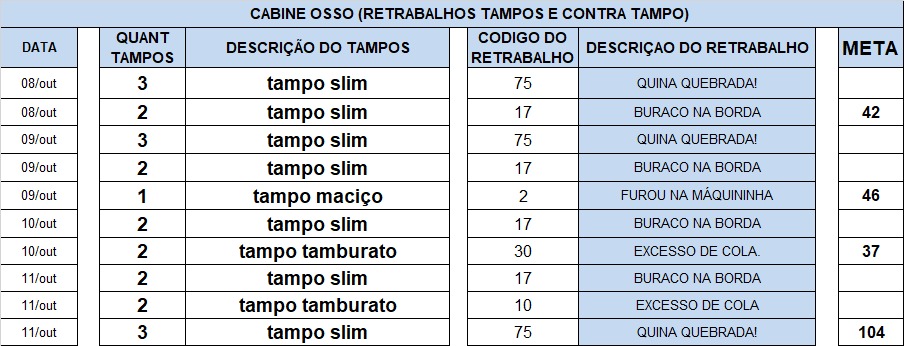 CABINE OSSO (RETRABALHOS TAMPOS E CONTRA TAMPO)
DATA QUANT TAMPOS DESCRIÇÃO DO TAMPOS CODIGO DO RETRABALHO DESCRIÇAO DO RETRABALHO META
08/out 3 tampo slim 75 QUINA QUEBRADA!
08/out 2 tampo slim 17 BURACO NA BORDA 42
09/out 3 tampo slim 75 QUINA QUEBRADA!
09/out 2 tampo slim 17 BURACO NA BORDA
09/out 1 tampo maciço 2 FUROU NA MÁQUININHA 46
10/out 2 tampo slim 17 BURACO NA BORDA
10/out 2 tampo tamburato 30 EXCESSO DE COLA. 37
11/out 2 tampo slim 17 BURACO NA BORDA
11/out 2 tampo tamburato 10 EXCESSO DE COLA
11/out 3 tampo slim 75 QUINA QUEBRADA! 104